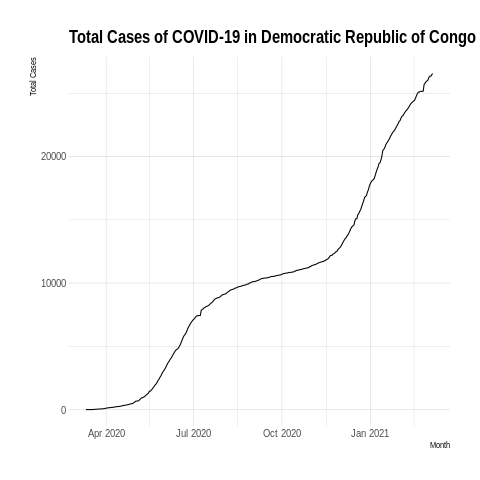 Total Cases of COVID-19 in Democratic Republic of Congo
Total Cases
20000
10000
0
Apr 2020 Jul 2020 Oct 2020 Jan 2021
Month